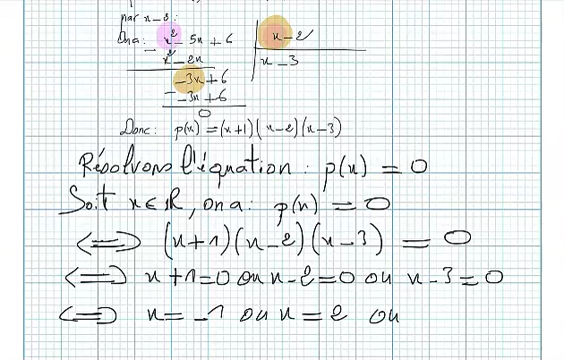 par x-3:
On a: x² - 5x + 6 | x - 2
x² - 2x | x - 3
-3x + 6
- -3x + 6
0
Donc: p(x) = (x+1)(x-2)(x-3)
Résolvons l'équation: p(x) = 0
Soit x ∈ ℝ, on a: p(x) = 0
⟺ (x+1)(x-2)(x-3) = 0
⟺ x+1=0 ou x-2=0 ou x-3=0
⟺ x = -1 ou x = 2 ou